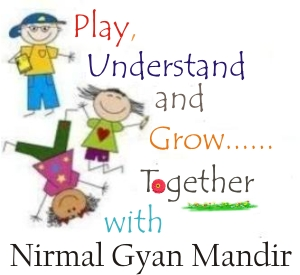 Play,
Understand
and
Grow......
Together
with
Nirmal Gyan Mandir